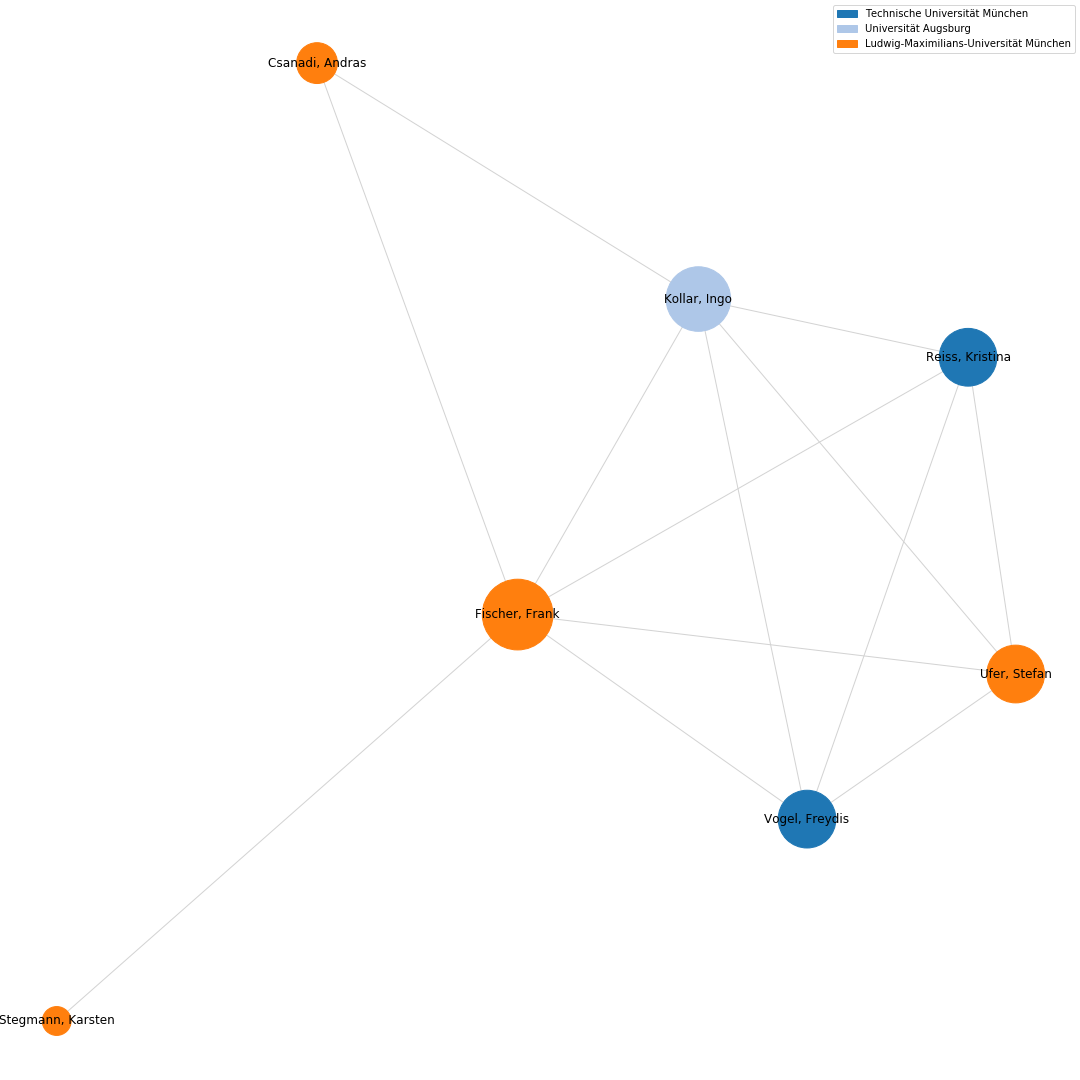 Technische Universität München
Universität Augsburg
Ludwig-Maximilians-Universität München
Csanadi, Andras
Kollar, Ingo
Reiss, Kristina
Fischer, Frank
Ufer, Stefan
Vogel, Freydis
Stegmann, Karsten